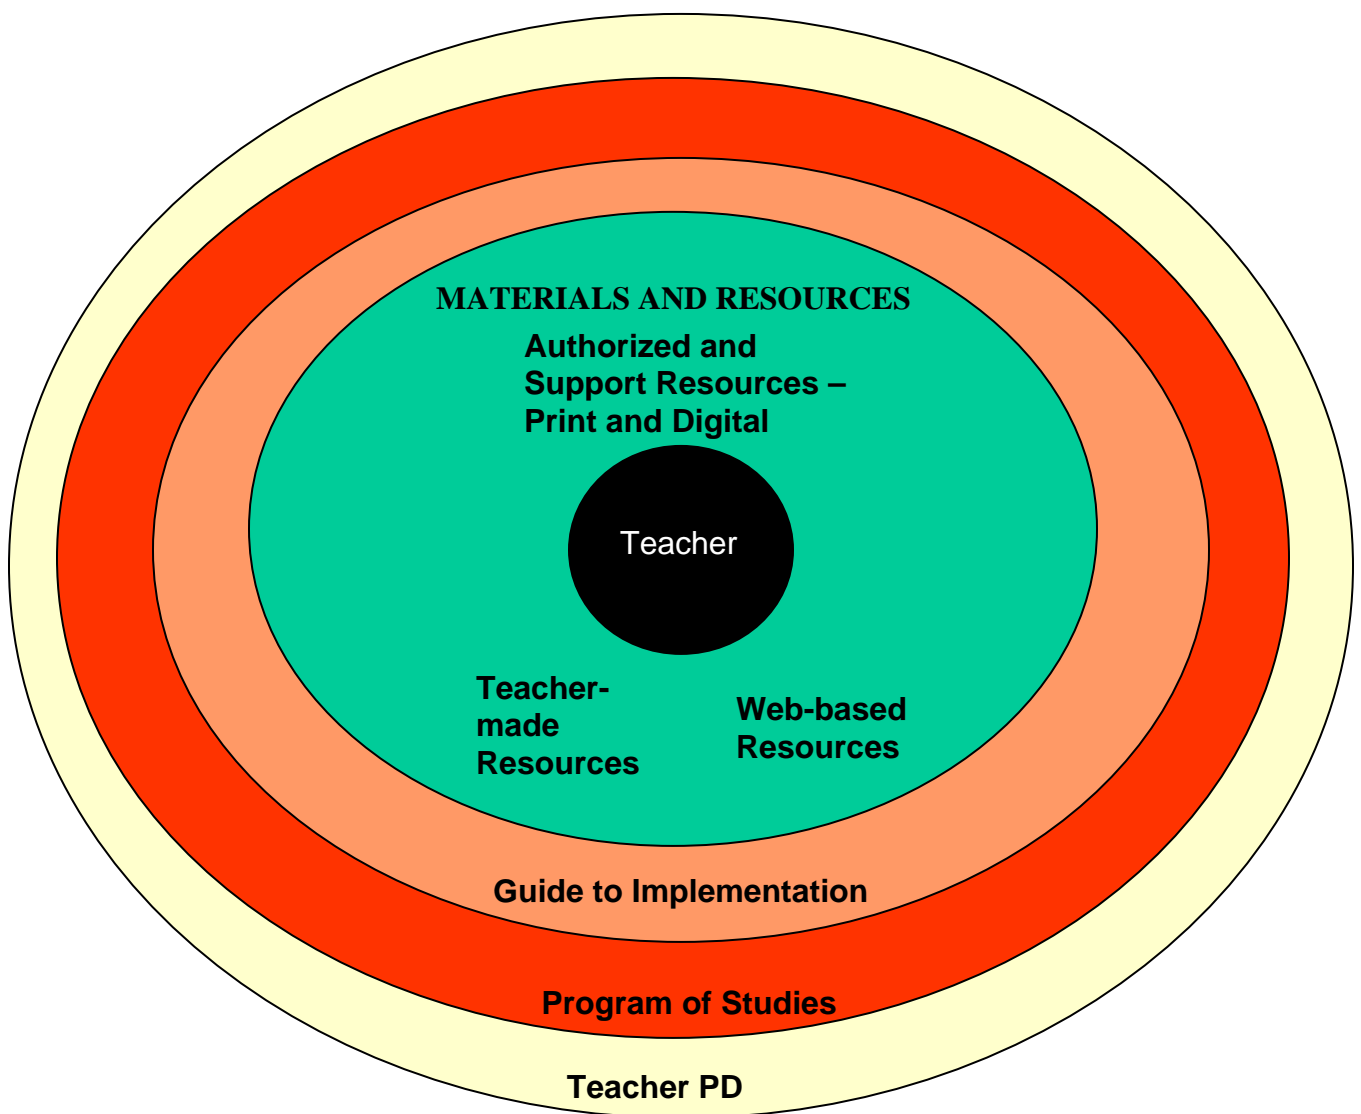 MATERIALS AND RESOURCES
Authorized and
Support Resources –
Print and Digital
Teacher
Teacher-
made
Resources
Web-based
Resources
Guide to Implementation
Program of Studies
Teacher PD